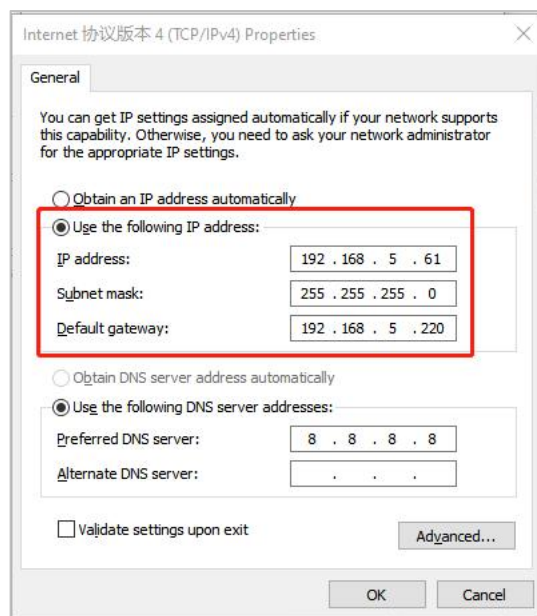 Internet 协议版本 4 (TCP/IPv4) Properties
General
You can get IP settings assigned automatically if your network supports
this capability. Otherwise, you need to ask your network administrator
for the appropriate IP settings.
Obtain an IP address automatically
Use the following IP address:
IP address: 192 . 168 . 5 . 61
Subnet mask: 255 . 255 . 255 . 0
Default gateway: 192 . 168 . 5 . 220
Obtain DNS server address automatically
Use the following DNS server addresses:
Preferred DNS server: 8 . 8 . 8 . 8
Alternate DNS server: . . .
Validate settings upon exit
Advanced...
OK Cancel